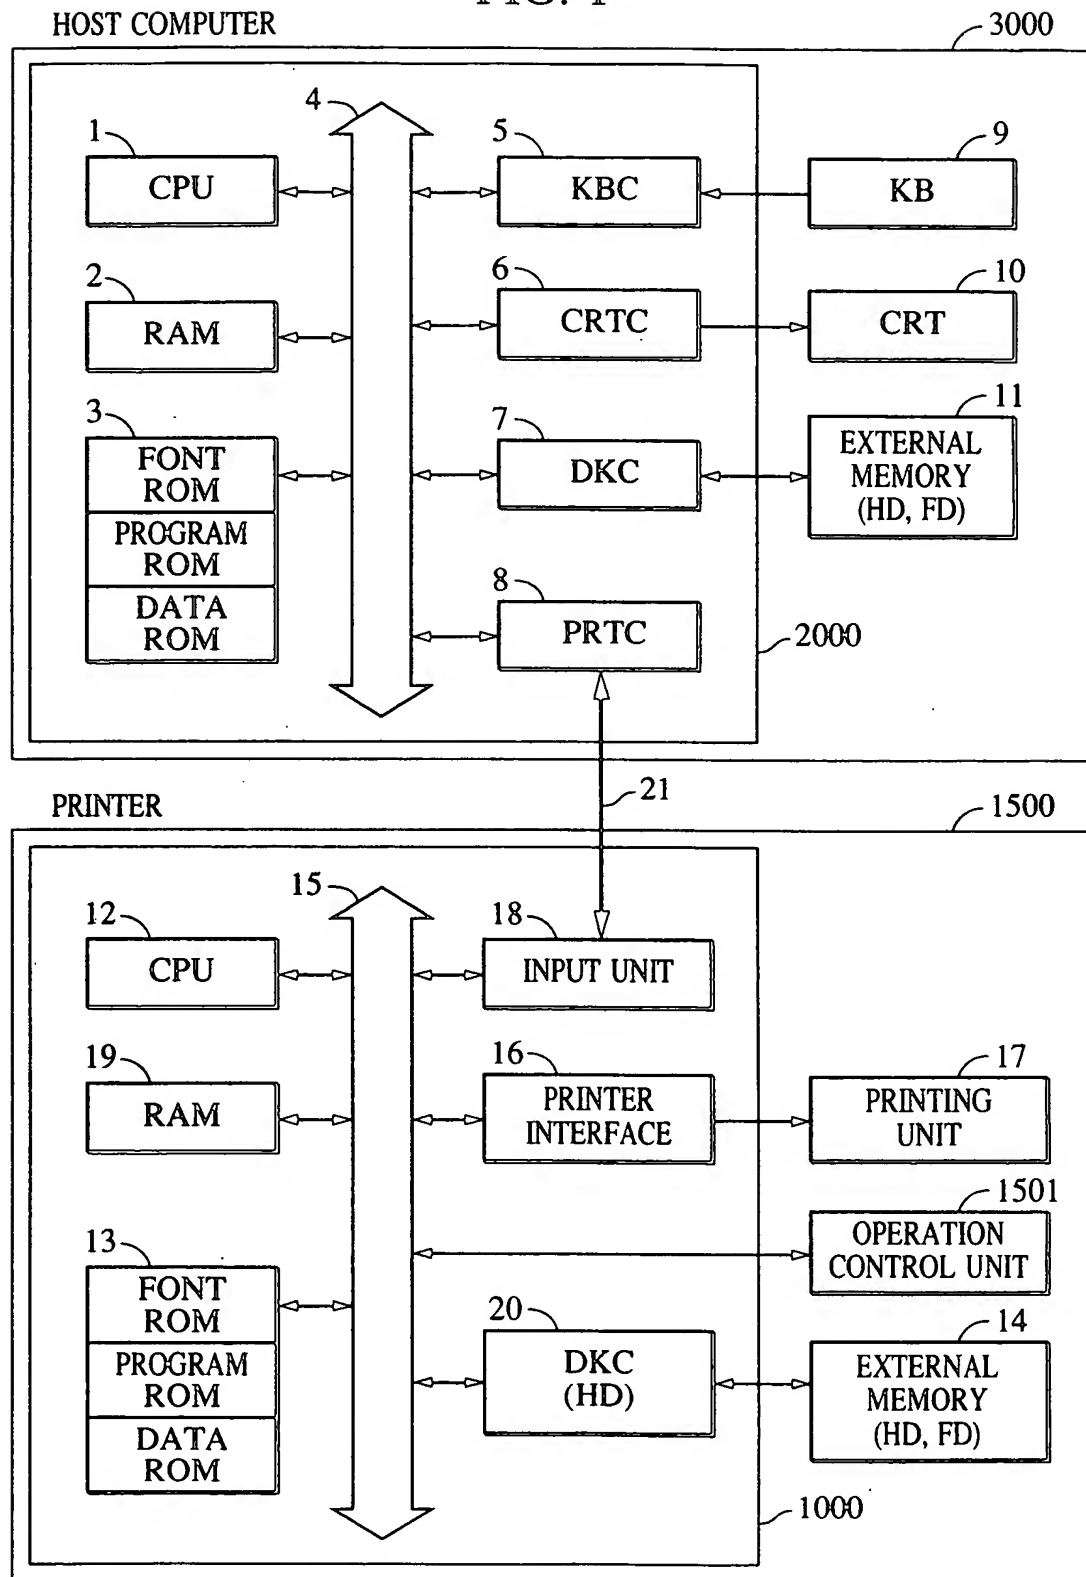 HOST COMPUTER
3000
4
1
CPU
5
KBC
9
KB
2
RAM
6
CRTC
10
CRT
3
FONT
ROM
PROGRAM
ROM
DATA
ROM
7
DKC
11
EXTERNAL
MEMORY
(HD, FD)
8
PRTC
2000
21
PRINTER
1500
15
12
CPU
18
INPUT UNIT
19
RAM
16
PRINTER
INTERFACE
17
PRINTING
UNIT
1501
OPERATION
CONTROL UNIT
13
FONT
ROM
PROGRAM
ROM
DATA
ROM
20
DKC
(HD)
14
EXTERNAL
MEMORY
(HD, FD)
1000